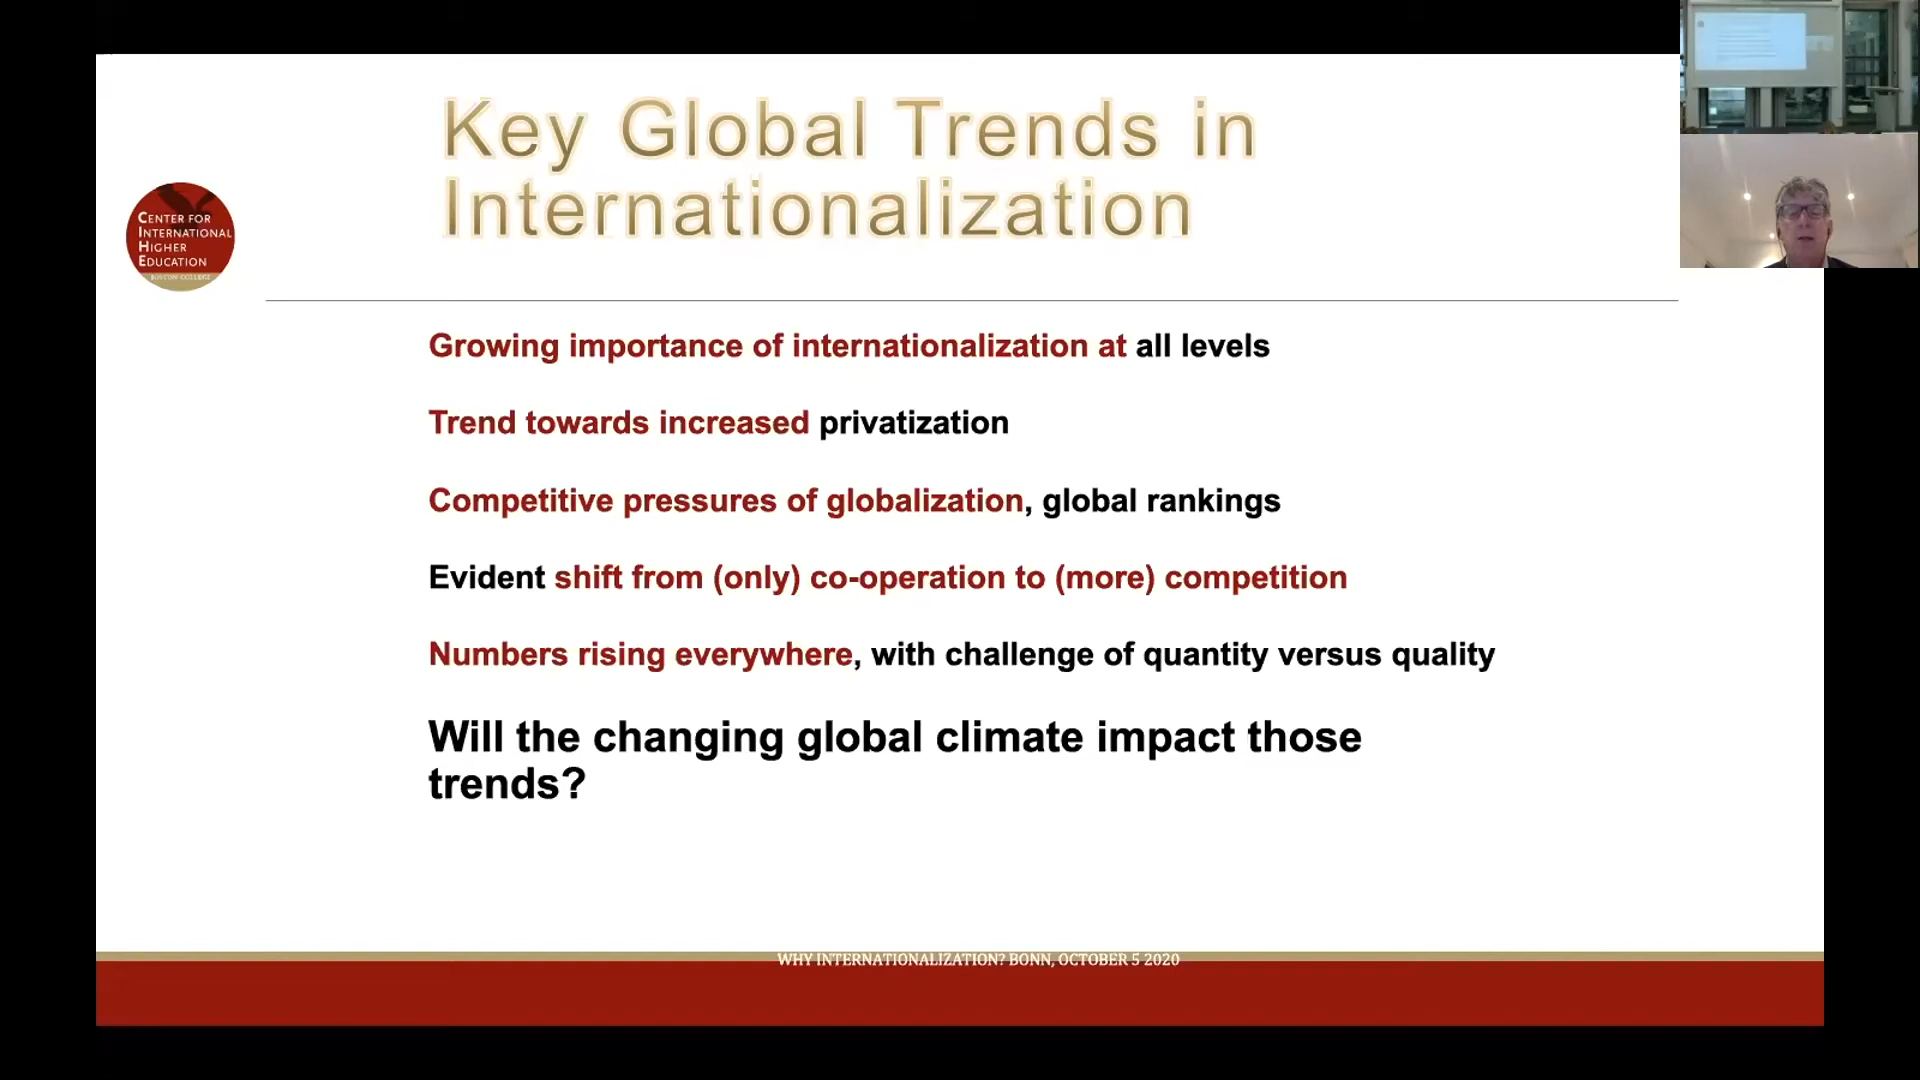 Key Global Trends in
Internationalization
CENTER FOR
INTERNATIONAL
HIGHER
EDUCATION
BOSTON COLLEGE
Growing importance of internationalization at all levels
Trend towards increased privatization
Competitive pressures of globalization, global rankings
Evident shift from (only) co-operation to (more) competition
Numbers rising everywhere, with challenge of quantity versus quality
Will the changing global climate impact those
trends?
WHY INTERNATIONALIZATION? BONN, OCTOBER 5 2020